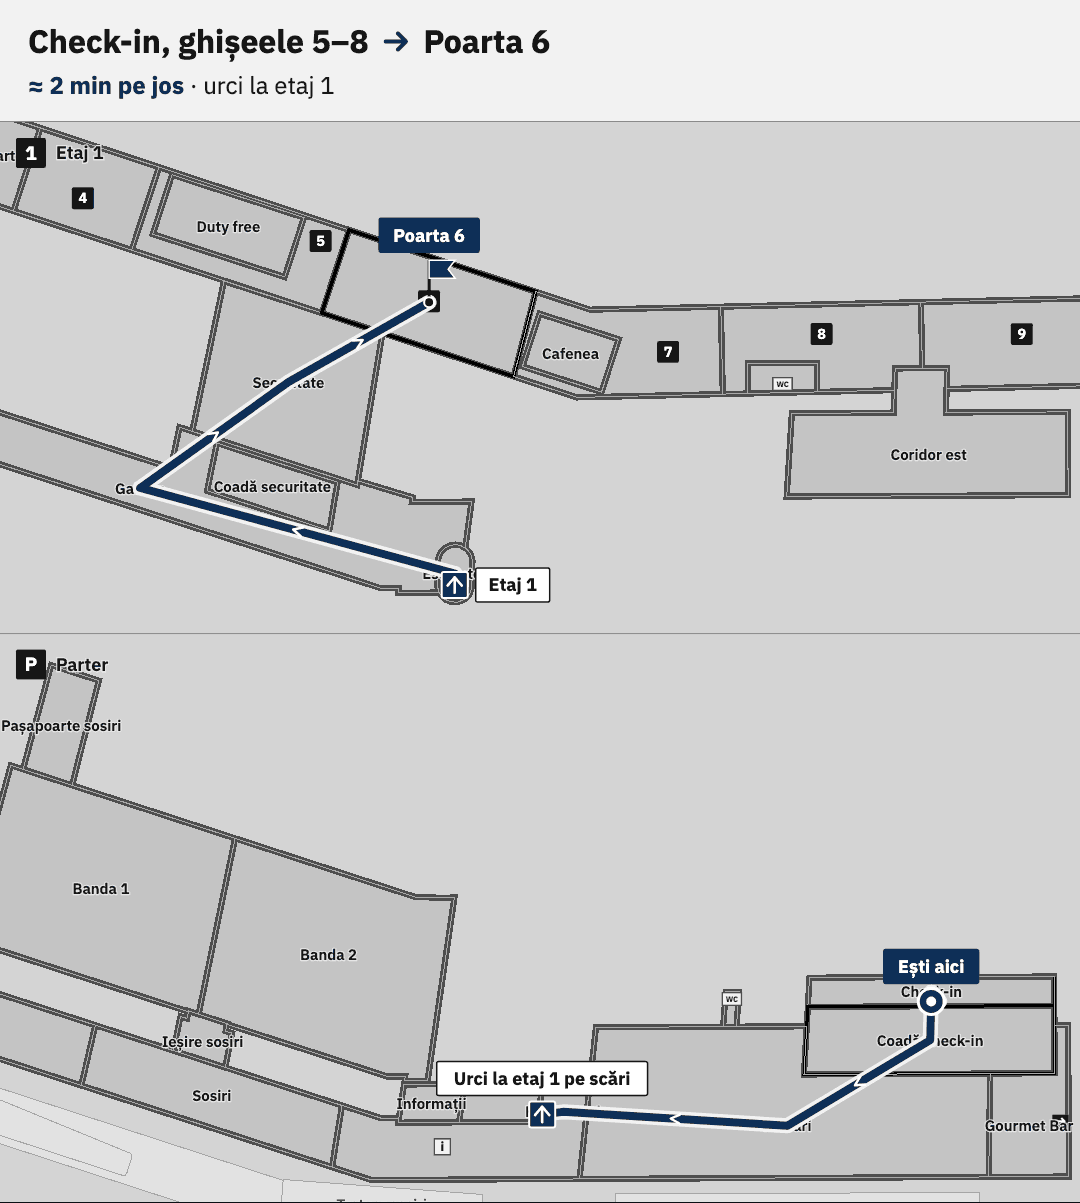 Check-in, ghișeele 5–8 → Poarta 6
≈ 2 min pe jos · urci la etaj 1
1 Etaj 1
4
Duty free
5
Poarta 6
Cafenea
7
8
9
wc
Coridor est
Coadă securitate
Etaj 1
P Parter
Pașapoarte sosiri
Banda 1
Banda 2
Ești aici
wc
Ieșire sosiri
Urci la etaj 1 pe scări
Informații
Sosiri
Gourmet Bar
i